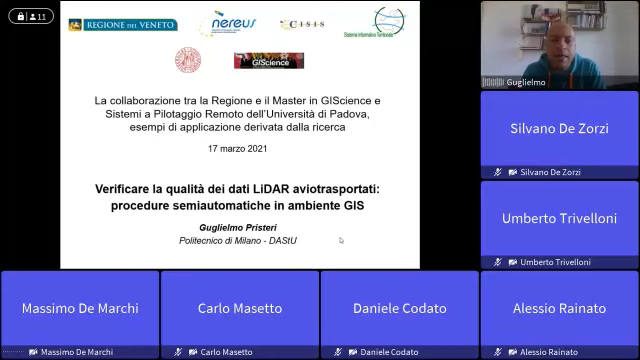 11
REGIONE DEL VENETO
nereus
CISIS
Sistema Informativo Territoriale
GIScience
La collaborazione tra la Regione e il Master in GIScience e
Sistemi a Pilotaggio Remoto dell'Università di Padova,
esempi di applicazione derivata dalla ricerca
17 marzo 2021
Verificare la qualità dei dati LiDAR aviotrasportati:
procedure semiautomatiche in ambiente GIS
Guglielmo Pristeri
Politecnico di Milano - DAStU
Guglielmo
Silvano De Zorzi
Silvano De Zorzi
Umberto Trivelloni
Umberto Trivelloni
Massimo De Marchi
Massimo De Marchi
Carlo Masetto
Carlo Masetto
Daniele Codato
Daniele Codato
Alessio Rainato
Alessio Rainato